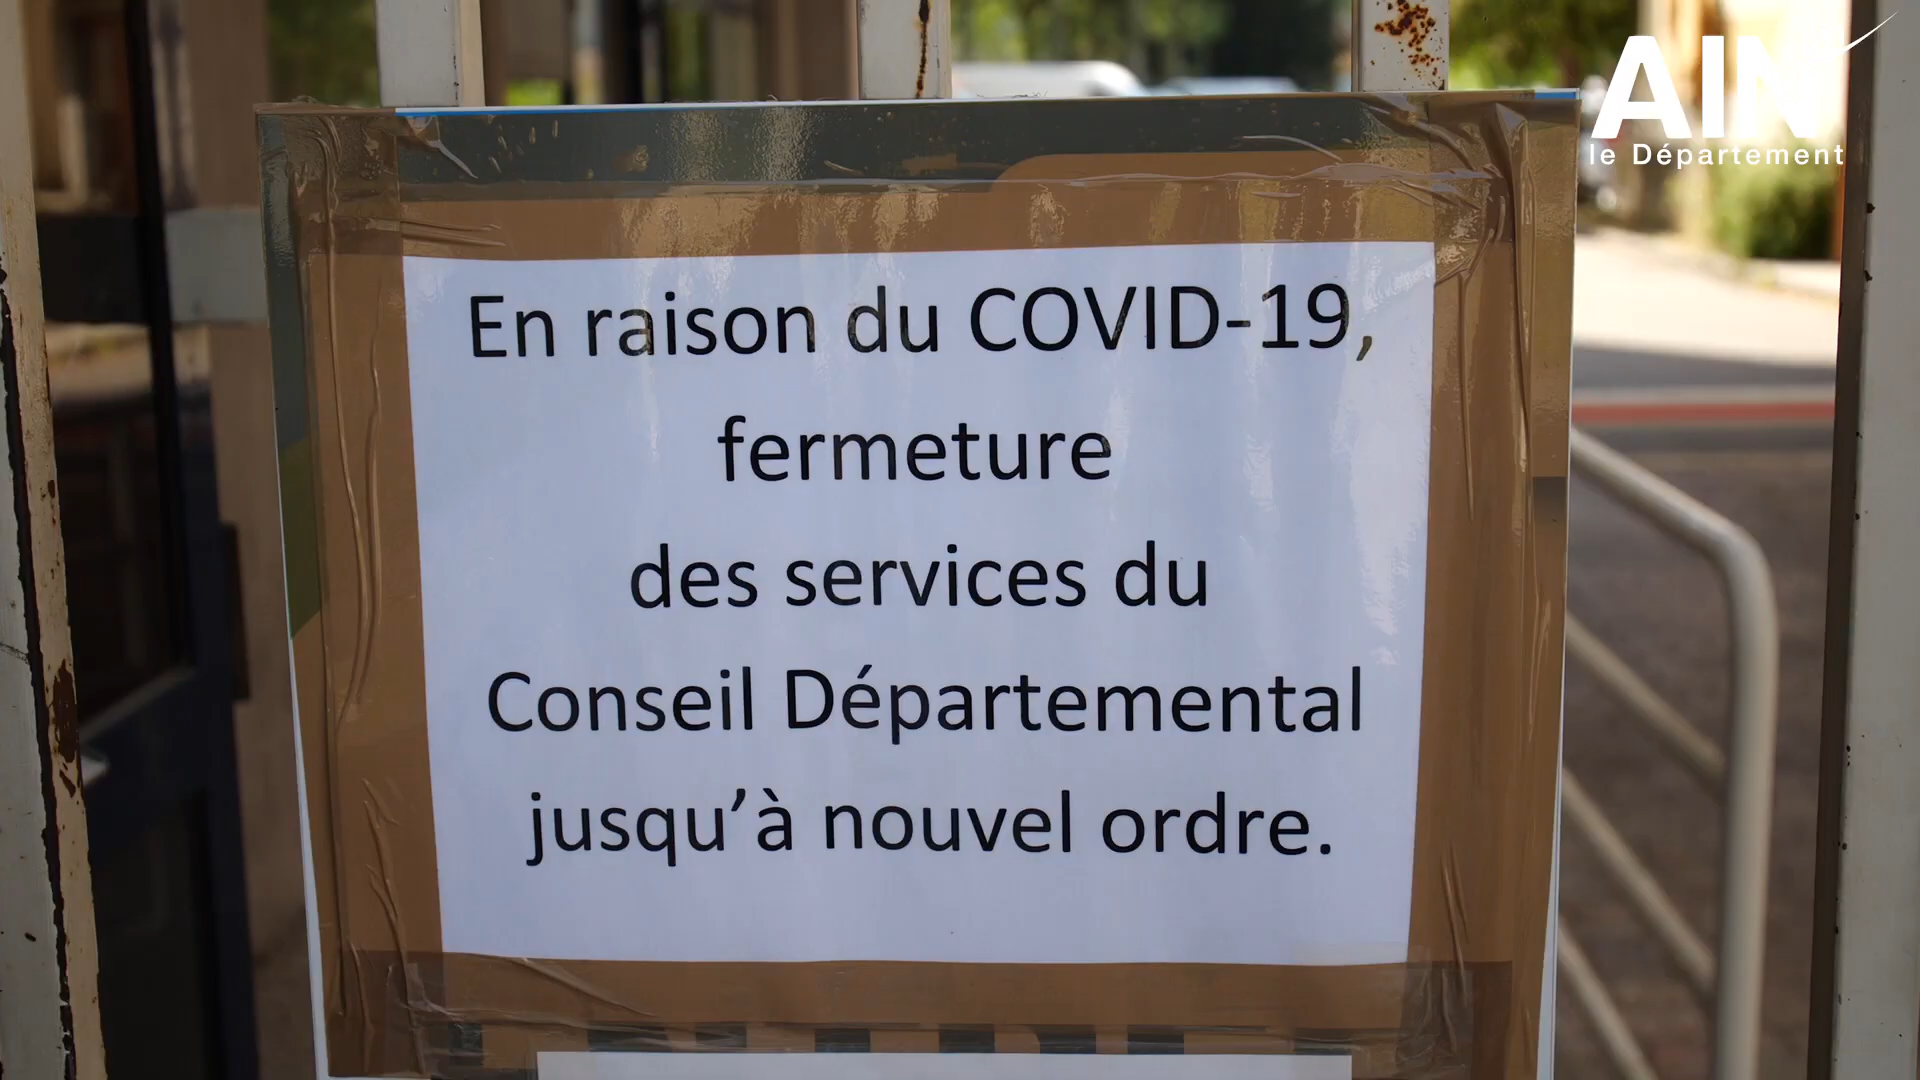 AIN
le Département
En raison du COVID-19,
fermeture
des services du
Conseil Départemental
jusqu’à nouvel ordre.